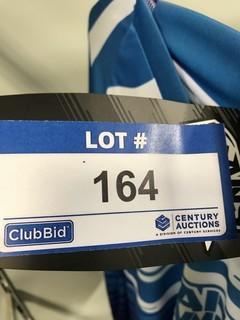 LOT #
164
ClubBid
CENTURY
AUCTIONS
A DIVISION OF CENTURY SERVICES